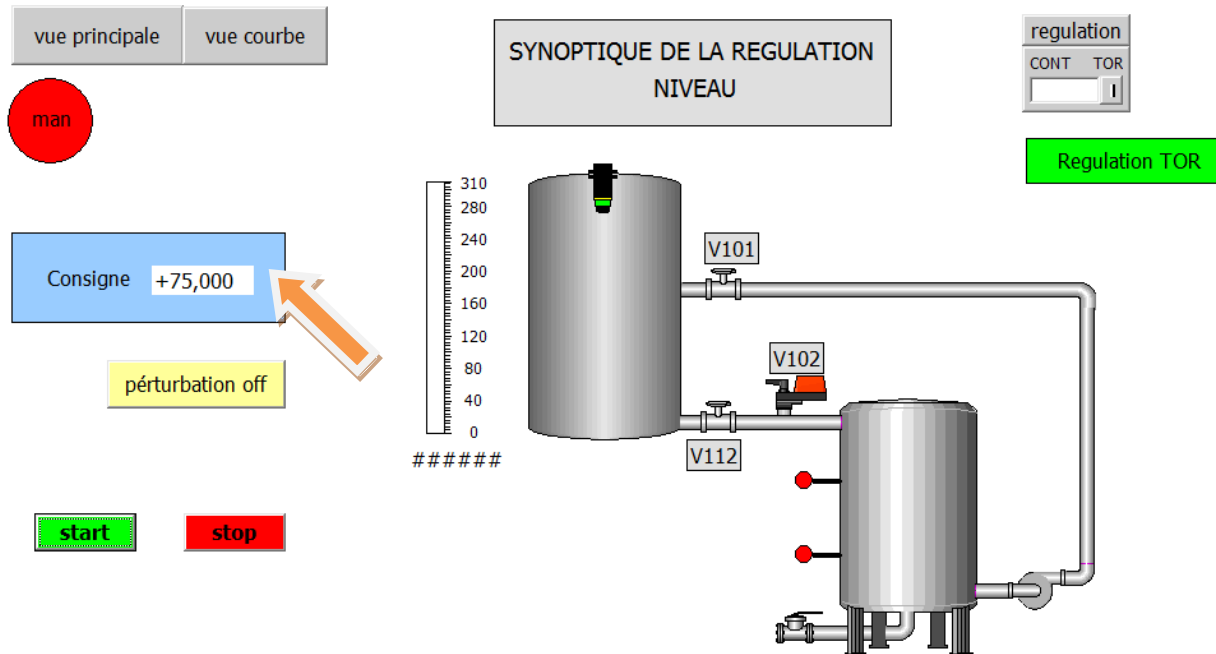 vue principale
vue courbe
SYNOPTIQUE DE LA REGULATION
NIVEAU
regulation
CONT TOR
I
man
Regulation TOR
310
280
240
200
160
120
80
40
0
######
Consigne +75,000
V101
pérturbation off
V102
V112
start
stop